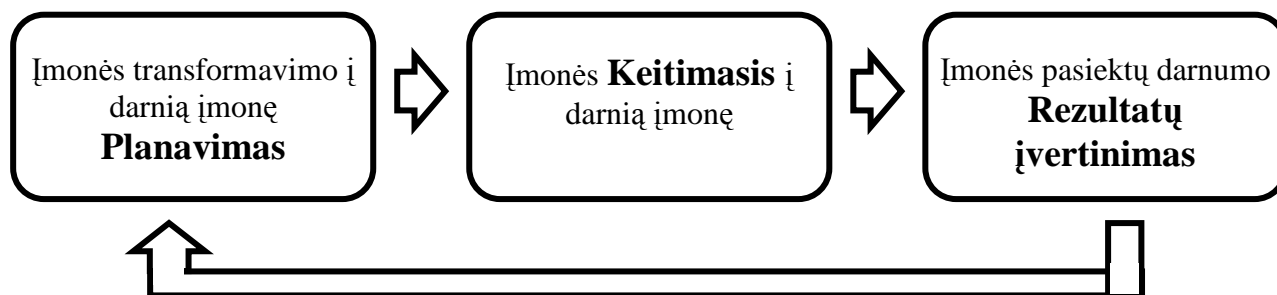 Įmonės transformavimo į
darnią įmonę
Planavimas
Įmonės Keitimasis į
darnią įmonę
Įmonės pasiektų darnumo
Rezultatų
įvertinimas